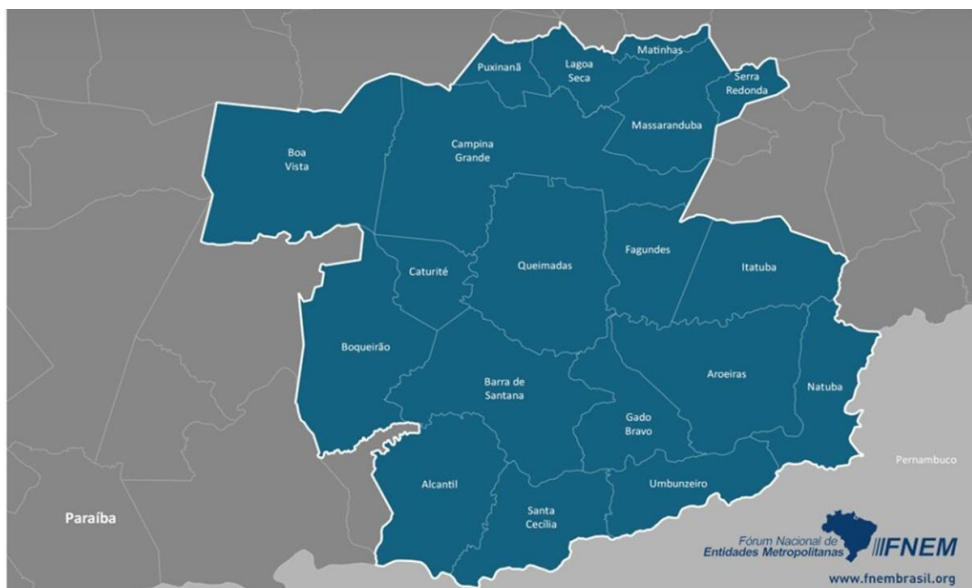 Matinhas
Puxinanã
Lagoa
Seca
Serra
Redonda
Massaranduba
Boa
Vista
Campina
Grande
Fagundes
Caturité
Queimadas
Itatuba
Boqueirão
Aroeiras
Barra de
Santana
Natuba
Gado
Bravo
Pernambuco
Alcantil
Umbunzeiro
Santa
Cecília
Paraíba
Fórum Nacional de
Entidades Metropolitanas
FNEM
www.fnembrasil.org